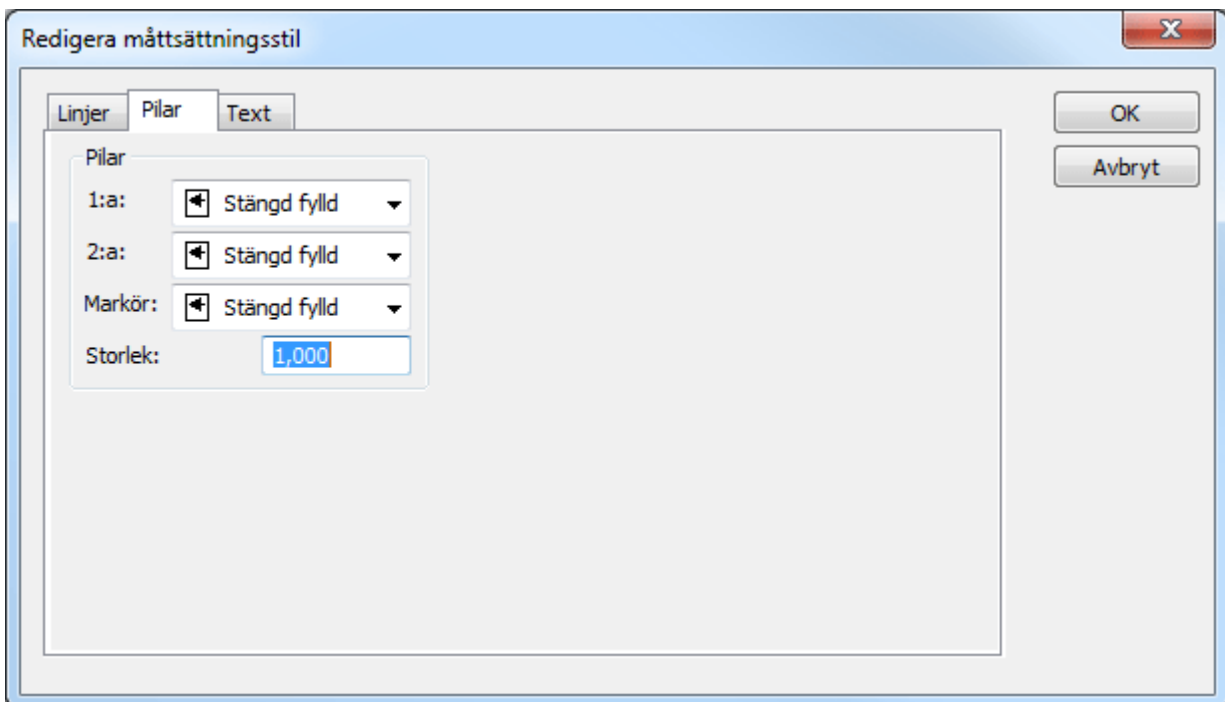 Redigera måttsättningsstil
Linjer Pilar Text
OK
Avbryt
Pilar
1:a: Stängd fylld
2:a: Stängd fylld
Markör: Stängd fylld
Storlek: 1,000